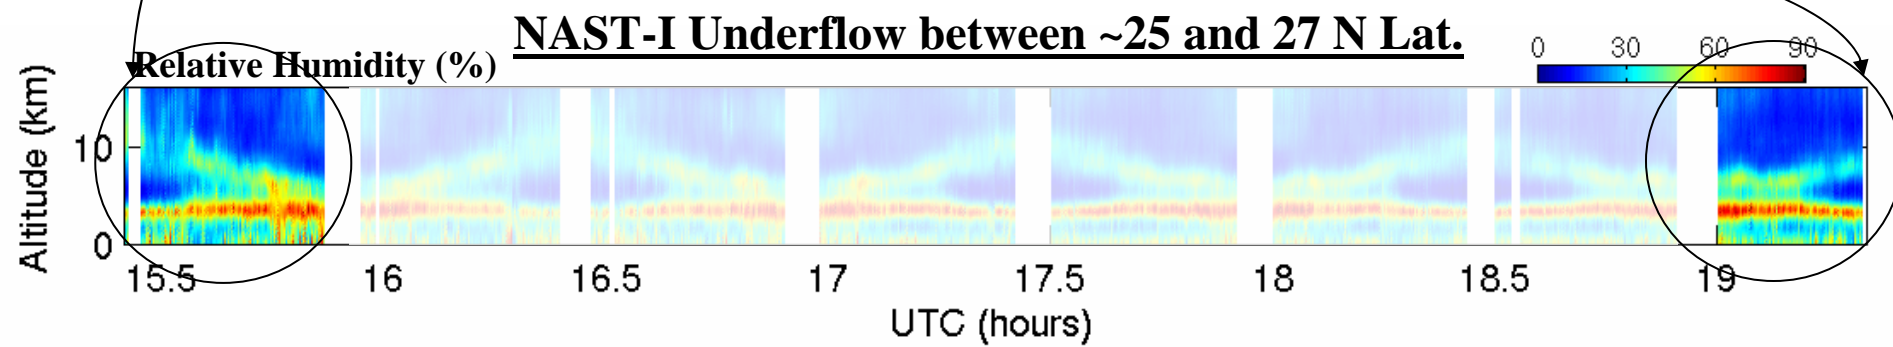 NAST-I Underflow between ~25 and 27 N Lat.
Relative Humidity (%)
0 30 60 90
Altitude (km)
10
0
15.5 16 16.5 17 17.5 18 18.5 19
UTC (hours)